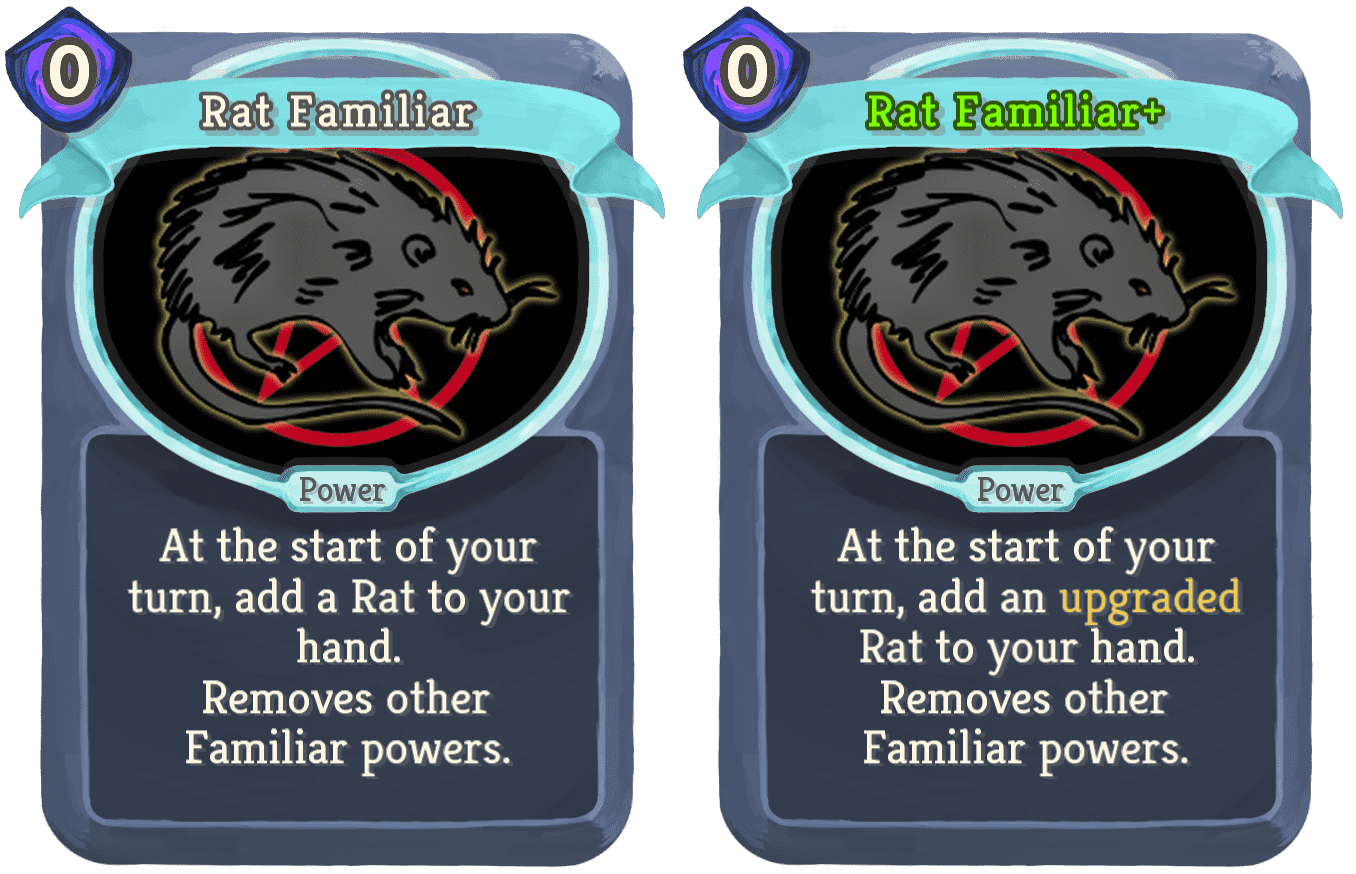 0
Rat Familiar
Power
At the start of your
turn, add a Rat to your
hand.
Removes other
Familiar powers.
0
Rat Familiar+
Power
At the start of your
turn, add an upgraded
Rat to your hand.
Removes other
Familiar powers.